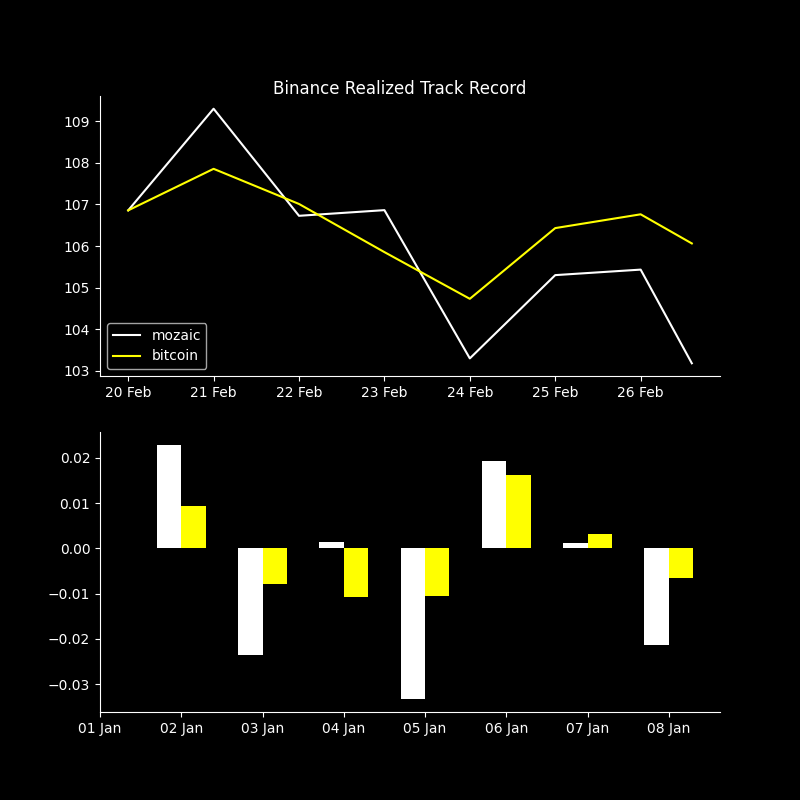 Binance Realized Track Record
109
108
107
106
105
104
103
mozaic
bitcoin
20 Feb 21 Feb 22 Feb 23 Feb 24 Feb 25 Feb 26 Feb
0.02
0.01
0.00
−0.01
−0.02
−0.03
01 Jan 02 Jan 03 Jan 04 Jan 05 Jan 06 Jan 07 Jan 08 Jan